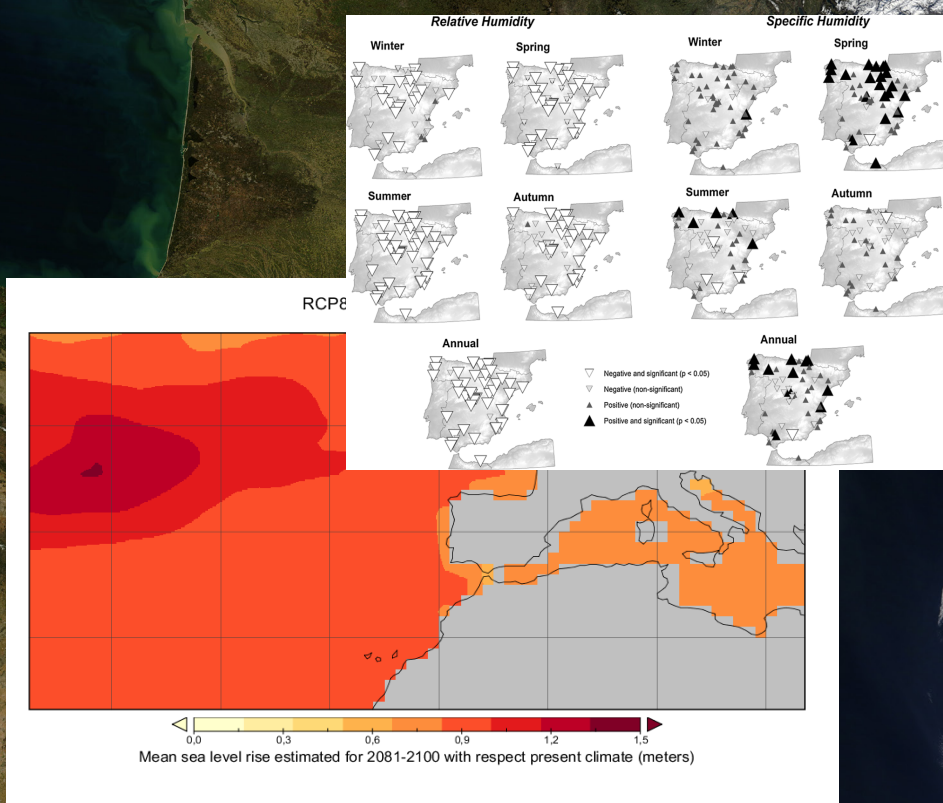 Relative Humidity
Specific Humidity
Winter
Spring
Winter
Spring
Summer
Autumn
Summer
Autumn
Annual
Annual
Negative and significant (p < 0.05)
Negative (non-significant)
Positive (non-significant)
Positive and significant (p < 0.05)
RCP8
0,0
0,3
0,6
0,9
1,2
1,5
Mean sea level rise estimated for 2081-2100 with respect present climate (meters)